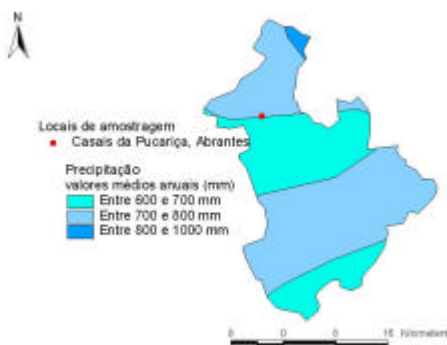 N
Locais de amostragem
Casais da Pucariça, Abrantes
Precipitação
valores médios anuais (mm)
Entre 600 e 700 mm
Entre 700 e 800 mm
Entre 800 e 1000 mm